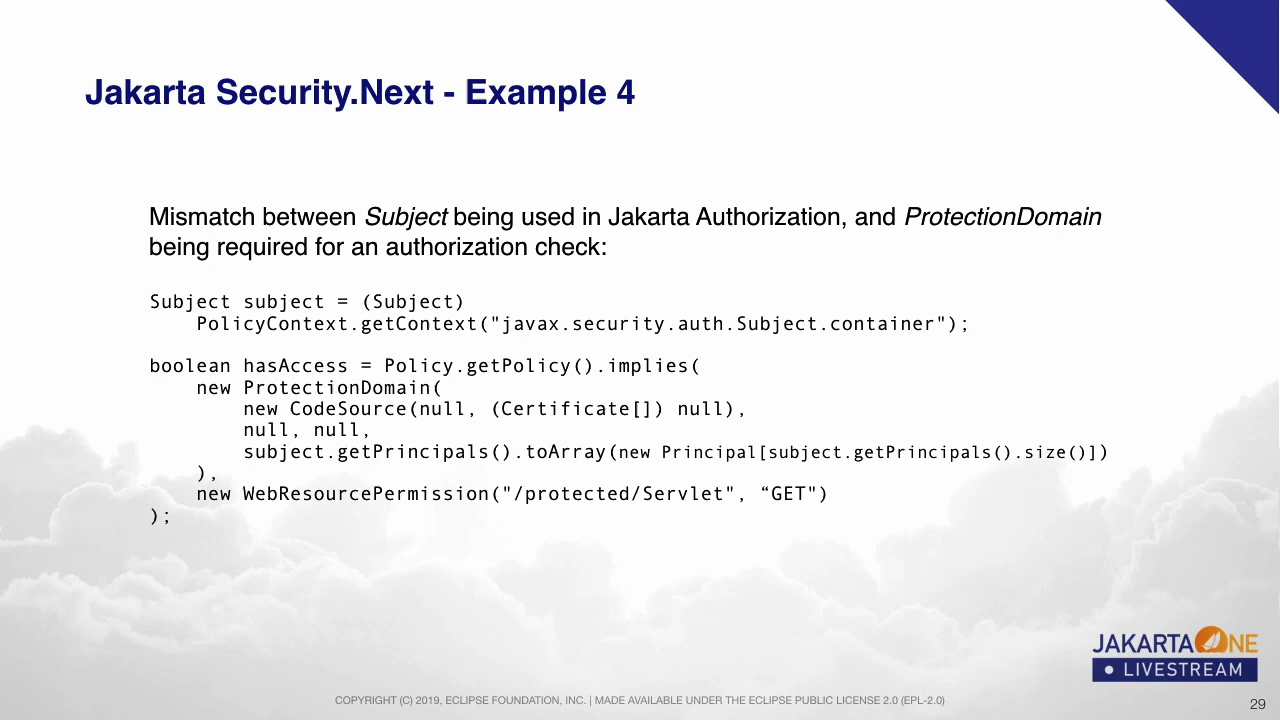 Jakarta Security.Next - Example 4
Mismatch between Subject being used in Jakarta Authorization, and ProtectionDomain
being required for an authorization check:
Subject subject = (Subject)
    PolicyContext.getContext("javax.security.auth.Subject.container");
boolean hasAccess = Policy.getPolicy().implies(
    new ProtectionDomain(
        new CodeSource(null, (Certificate[]) null),
        null, null,
        subject.getPrincipals().toArray(new Principal[subject.getPrincipals().size()])
    ),
    new WebResourcePermission("/protected/Servlet", “GET")
);
JAKARTAONE
LIVESTREAM
COPYRIGHT (C) 2019, ECLIPSE FOUNDATION, INC. | MADE AVAILABLE UNDER THE ECLIPSE PUBLIC LICENSE 2.0 (EPL-2.0)
29